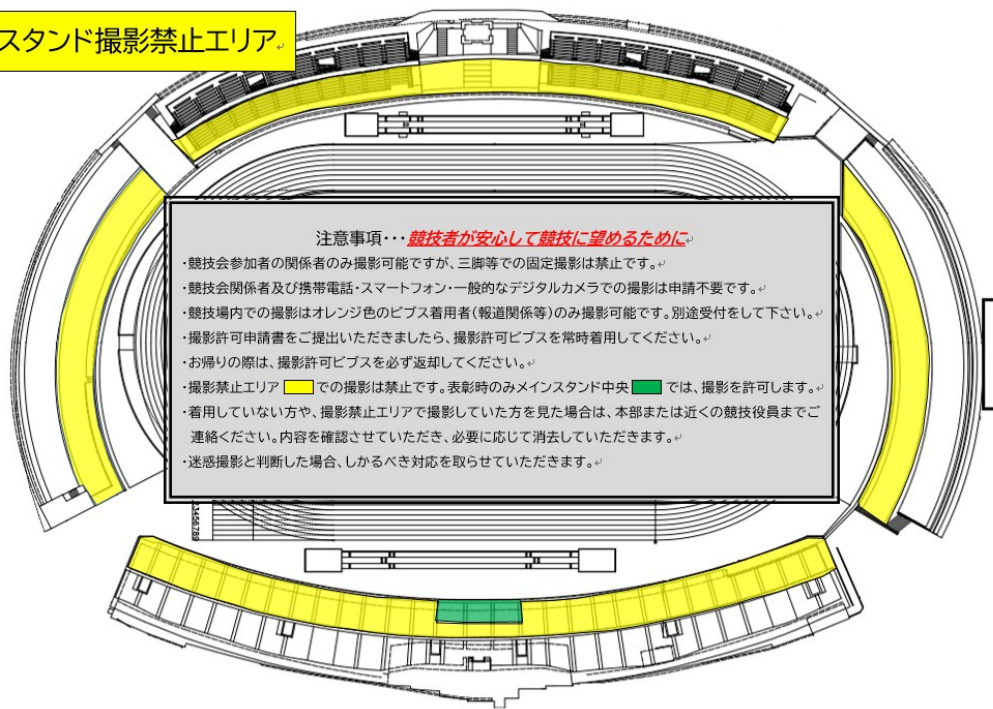 スタンド撮影禁止エリア
注意事項･･･競技者が安心して競技に望めるために
･競技会参加者の関係者のみ撮影可能ですが、三脚等での固定撮影は禁止です。
･競技会関係者及び携帯電話・スマートフォン・一般的なデジタルカメラでの撮影は申請不要です。
･競技場内での撮影はオレンジ色のビブス着用者(報道関係等)のみ撮影可能です。別途受付をして下さい。
･撮影許可申請書をご提出いただきましたら、撮影許可ビブスを常時着用してください。
･お帰りの際は、撮影許可ビブスを必ず返却してください。
･撮影禁止エリア での撮影は禁止です。表彰時のみメインスタンド中央 では、撮影を許可します。
･着用していない方や、撮影禁止エリアで撮影していた方を見た場合は、本部または近くの競技役員までご
連絡ください。内容を確認させていただき、必要に応じて消去していただきます。
･迷惑撮影と判断した場合、しかるべき対応を取らせていただきます。
3456789